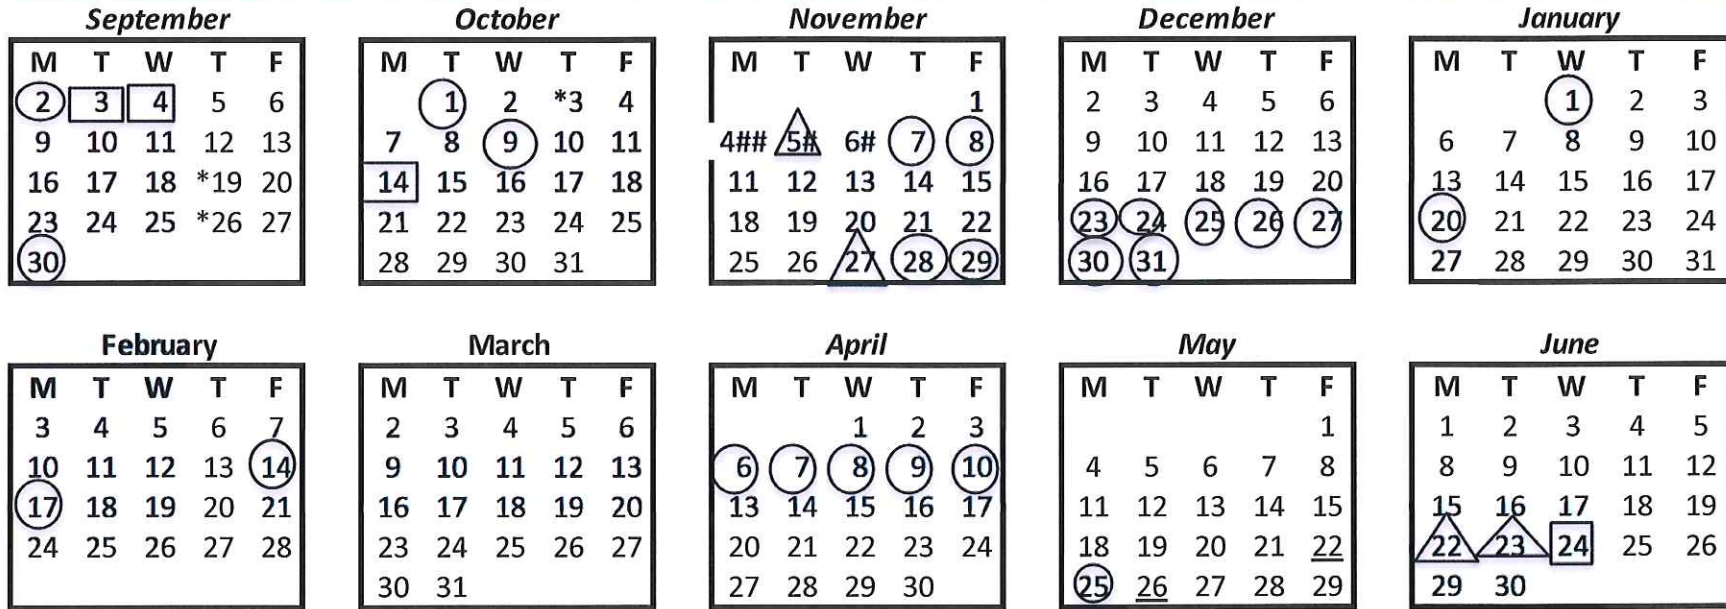 September October November December January
M T W T F M T W T F M T W T F M T W T F M T W T F
2 3 4 5 6 1 2 *3 4 1 2 3 4 5 6 1 2 3
9 10 11 12 13 7 8 9 10 11 4## 5# 6# 7 8 9 10 11 12 13 6 7 8 9 10
16 17 18 *19 20 14 15 16 17 18 11 12 13 14 15 16 17 18 19 20 13 14 15 16 17
23 24 25 *26 27 21 22 23 24 25 18 19 20 21 22 23 24 25 26 27 20 21 22 23 24
30 28 29 30 31 25 26 27 28 29 30 31 27 28 29 30 31
February March April May June
M T W T F M T W T F M T W T F M T W T F M T W T F
3 4 5 6 7 2 3 4 5 6 1 2 3 1 1 2 3 4 5
10 11 12 13 14 9 10 11 12 13 6 7 8 9 10 4 5 6 7 8 8 9 10 11 12
17 18 19 20 21 16 17 18 19 20 13 14 15 16 17 11 12 13 14 15 15 16 17 18 19
24 25 26 27 28 23 24 25 26 27 20 21 22 23 24 18 19 20 21 22 22 23 24 25 26
30 31 27 28 29 30 25 26 27 28 29 29 30